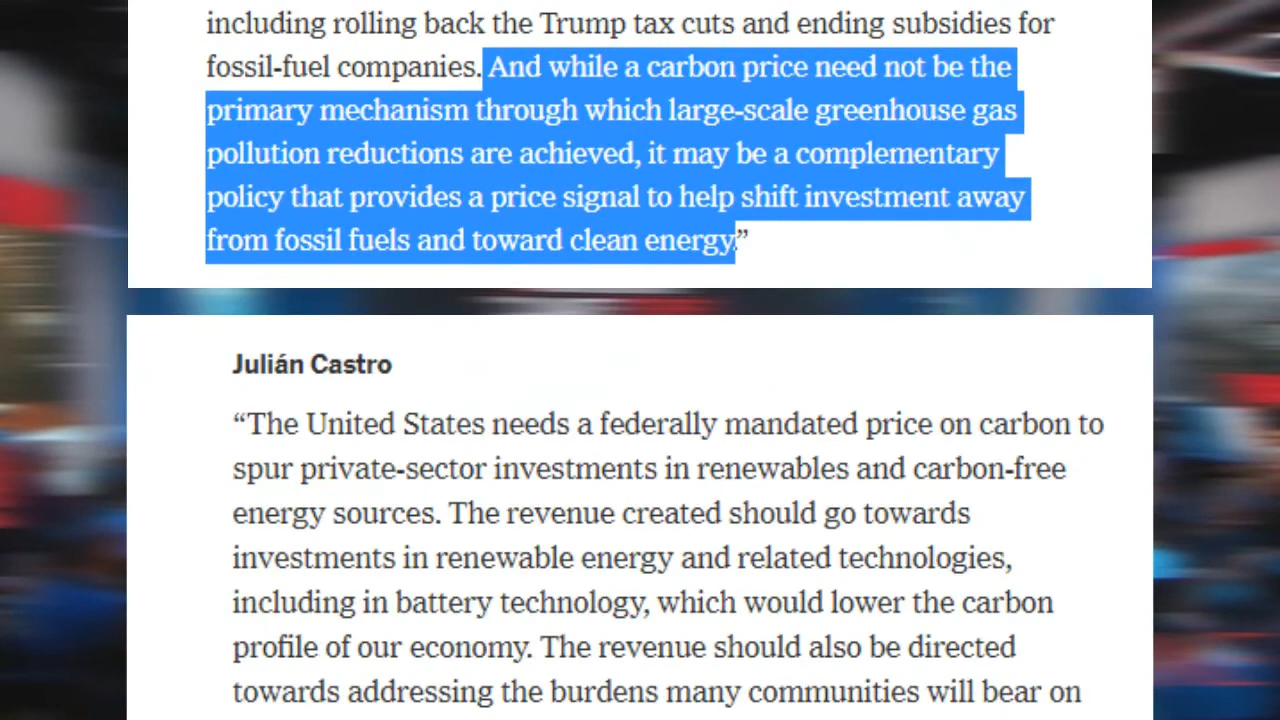 including rolling back the Trump tax cuts and ending subsidies for
fossil-fuel companies. And while a carbon price need not be the
primary mechanism through which large-scale greenhouse gas
pollution reductions are achieved, it may be a complementary
policy that provides a price signal to help shift investment away
from fossil fuels and toward clean energy.”
Julián Castro
“The United States needs a federally mandated price on carbon to
spur private-sector investments in renewables and carbon-free
energy sources. The revenue created should go towards
investments in renewable energy and related technologies,
including in battery technology, which would lower the carbon
profile of our economy. The revenue should also be directed
towards addressing the burdens many communities will bear on